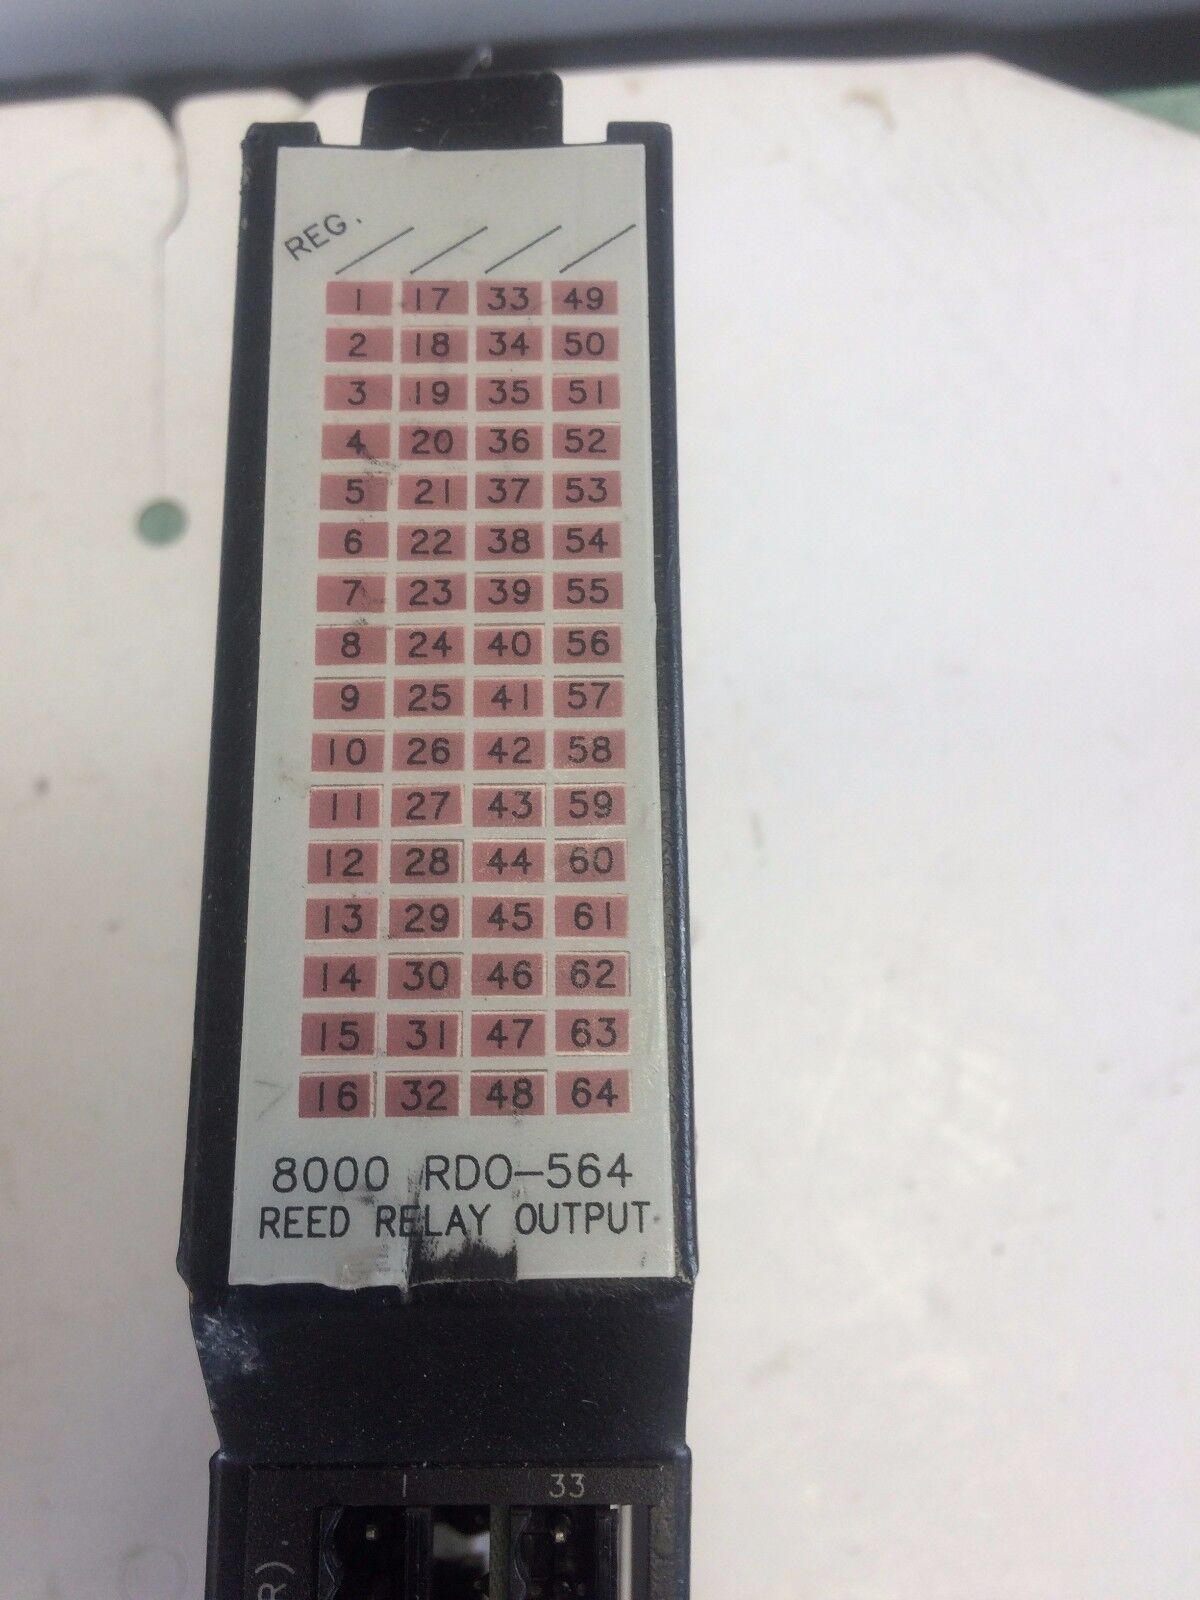 REG.
1 17 33 49
2 18 34 50
3 19 35 51
4 20 36 52
5 21 37 53
6 22 38 54
7 23 39 55
8 24 40 56
9 25 41 57
10 26 42 58
11 27 43 59
12 28 44 60
13 29 45 61
14 30 46 62
15 31 47 63
16 32 48 64
8000 RDO-564
REED RELAY OUTPUT
1 33
R).